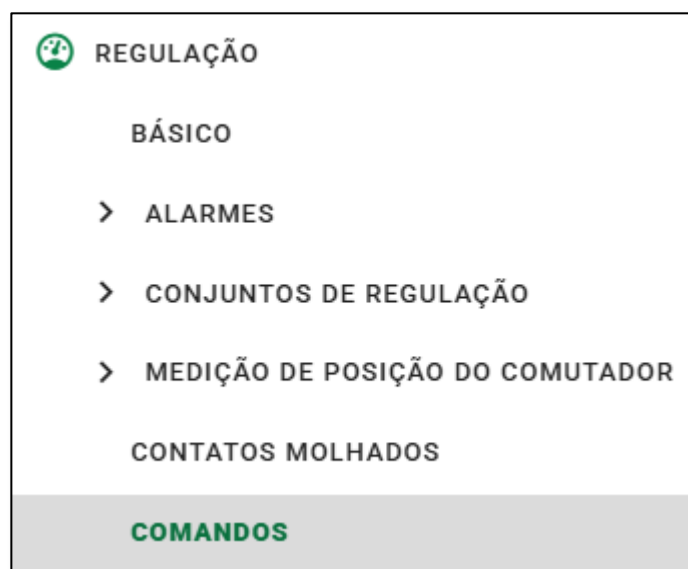 REGULAÇÃO
BÁSICO
ALARMES
CONJUNTOS DE REGULAÇÃO
MEDIÇÃO DE POSIÇÃO DO COMUTADOR
CONTATOS MOLHADOS
COMANDOS